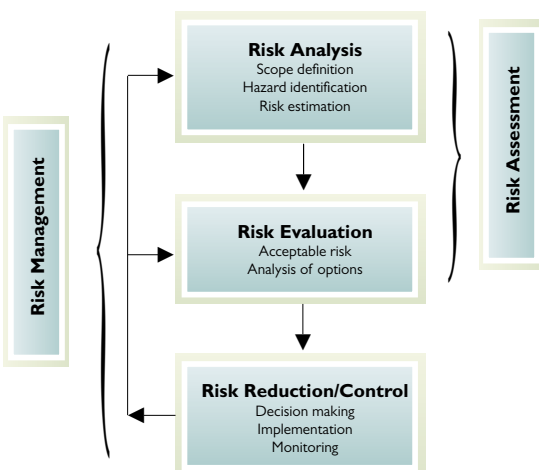 Risk Management
Risk Analysis
Scope definition
Hazard identification
Risk estimation
Risk Evaluation
Acceptable risk
Analysis of options
Risk Reduction/Control
Decision making
Implementation
Monitoring
Risk Assessment